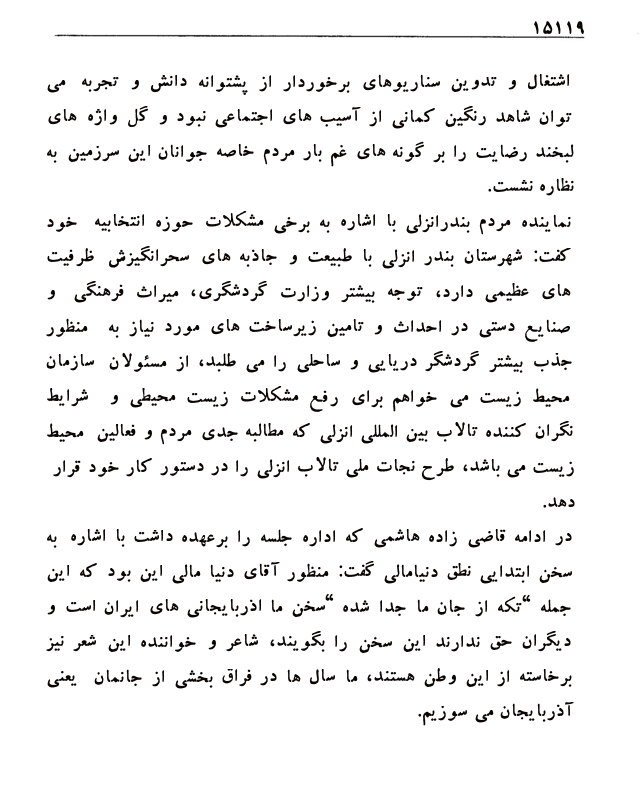 ۱۵۱۱۹
اشتغال و تدوین سناریوهای برخوردار از پشتوانه دانش و تجربه می
توان شاهد رنگین کمانی از آسیب های اجتماعی نبود و گل واژه های
لبخند رضایت را بر گونه های غم بار مردم خاصه جوانان این سرزمین به
نظاره نشست.
نماینده مردم بندرانزلی با اشاره به برخی مشکلات حوزه انتخابیه خود
گفت: شهرستان بندر انزلی با طبیعت و جاذبه های سحرانگیزش ظرفیت
های عظیمی دارد، توجه بیشتر وزارت گردشگری، میراث فرهنگی و
صنایع دستی در احداث و تامین زیرساخت های مورد نیاز به منظور
جذب بیشتر گردشگر دریایی و ساحلی را می طلبد، از مسئولان سازمان
محیط زیست می خواهم برای رفع مشکلات زیست محیطی و شرایط
نگران کننده تالاب بین المللی انزلی که مطالبه جدی مردم و فعالین محیط
زیست می باشد، طرح نجات ملی تالاب انزلی را در دستور کار خود قرار
دهد.
در ادامه قاضی زاده هاشمی که اداره جلسه را برعهده داشت با اشاره به
سخن ابتدایی نطق دنیامالی گفت: منظور آقای دنیا مالی این بود که این
جمله “تکه از جان ما جدا شده “سخن ما اذربایجانی های ایران است و
دیگران حق ندارند این سخن را بگویند، شاعر و خواننده این شعر نیز
برخاسته از این وطن هستند، ما سال ها در فراق بخشی از جانمان یعنی
آذربایجان می سوزیم.